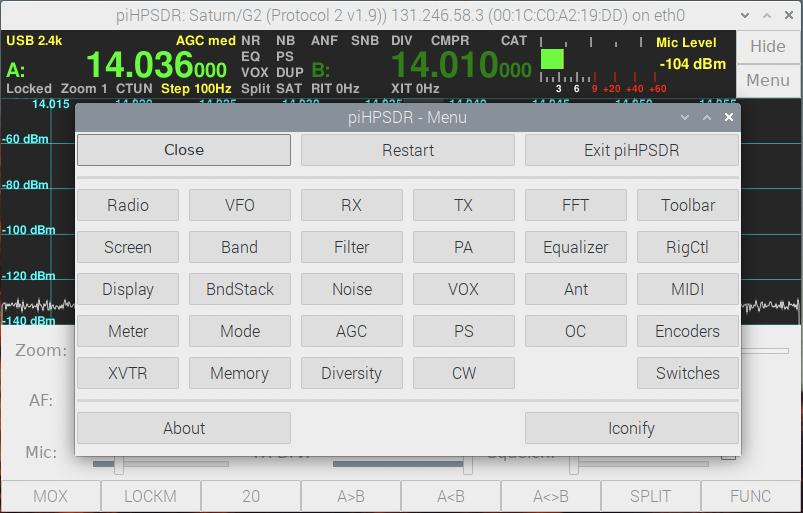 piHPSDR: Saturn/G2 (Protocol 2 v1.9)) 131.246.58.3 (00:1C:C0:A2:19:DD) on eth0
USB 2.4k AGC med NR NB ANF SNB DIV CMPR CAT Mic Level Hide
A: 14.036000 EQ PS VOX DUP B: 14.010000 -104 dBm
Locked Zoom 1 CTUN Step 100Hz Split SAT RIT 0Hz XIT 0Hz 3 6 9 +20 +40 +60 Menu
14.015
piHPSDR - Menu
Close Restart Exit piHPSDR
-60 dBm
Radio VFO RX TX FFT Toolbar
-80 dBm
Screen Band Filter PA Equalizer RigCtl
-100 dBm
Display BndStack Noise VOX Ant MIDI
-120 dBm
Meter Mode AGC PS OC Encoders
-140 dBm
Zoom:
XVTR Memory Diversity CW Switches
AF:
About Iconify
Mic:
MOX LOCKM 20 A>B A<B A<>B SPLIT FUNC